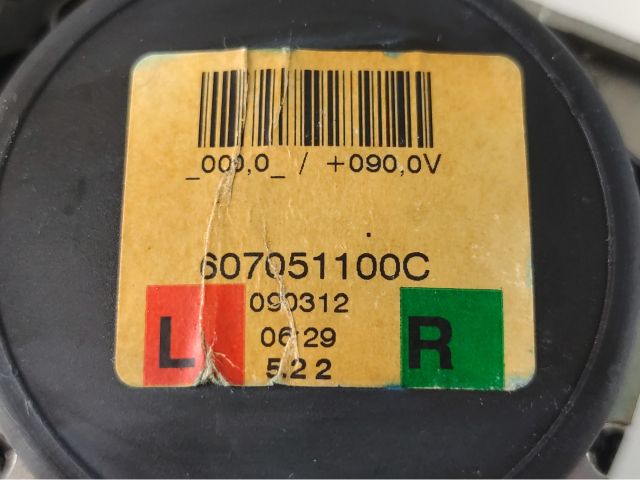 _000,0_ / +090,0V
607051100C
090312
L 06:29 R
5.2 2